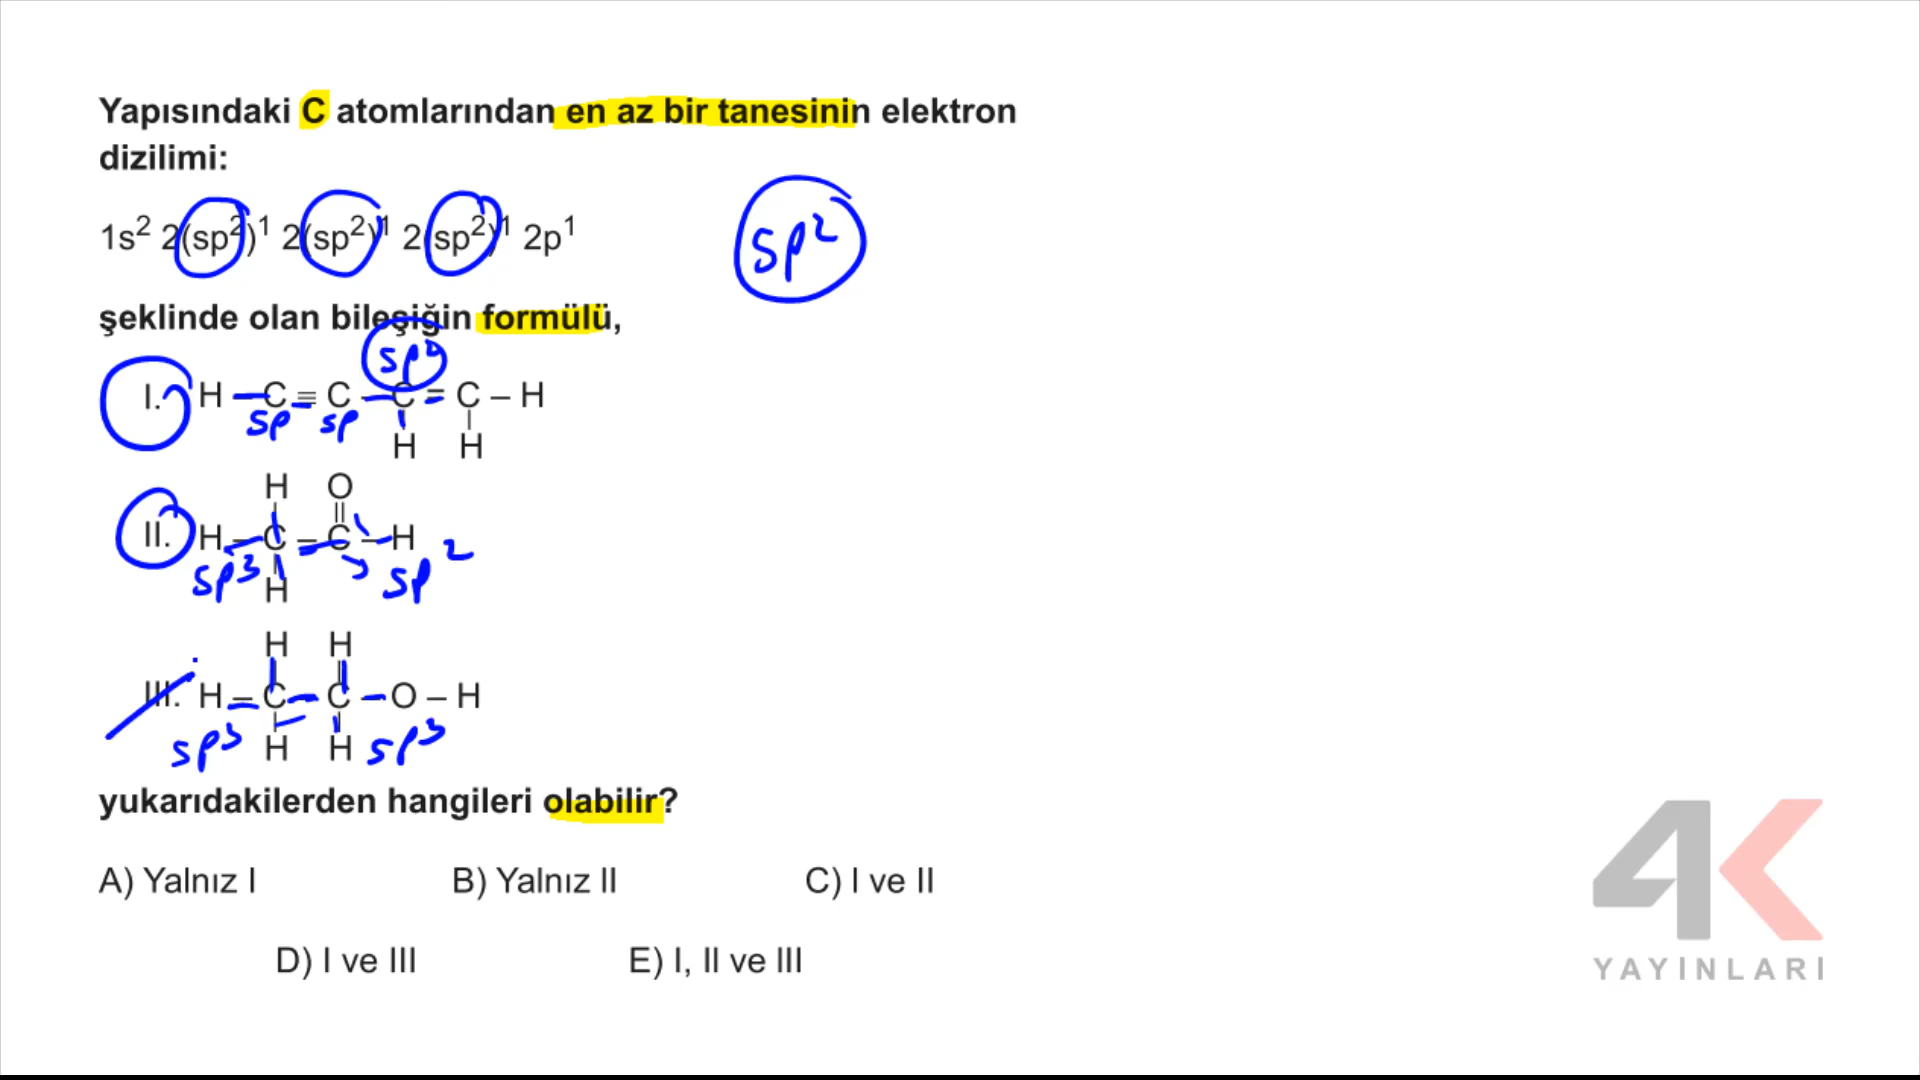 Yapısındaki C atomlarından en az bir tanesinin elektron
dizilimi:
1s² 2(sp²)¹ 2(sp²)¹ 2(sp²)¹ 2p¹
sp²
şeklinde olan bileşiğin formülü,
sp²
I. H – C ≡ C – C = C – H
sp sp
H H
H O
II. H – C – C – H
sp³ sp²
H
H H
III. H – C – C – O – H
sp³ H H sp³
yukarıdakilerden hangileri olabilir?
A) Yalnız I B) Yalnız II C) I ve II
D) I ve III E) I, II ve III
4K
YAYINLARI